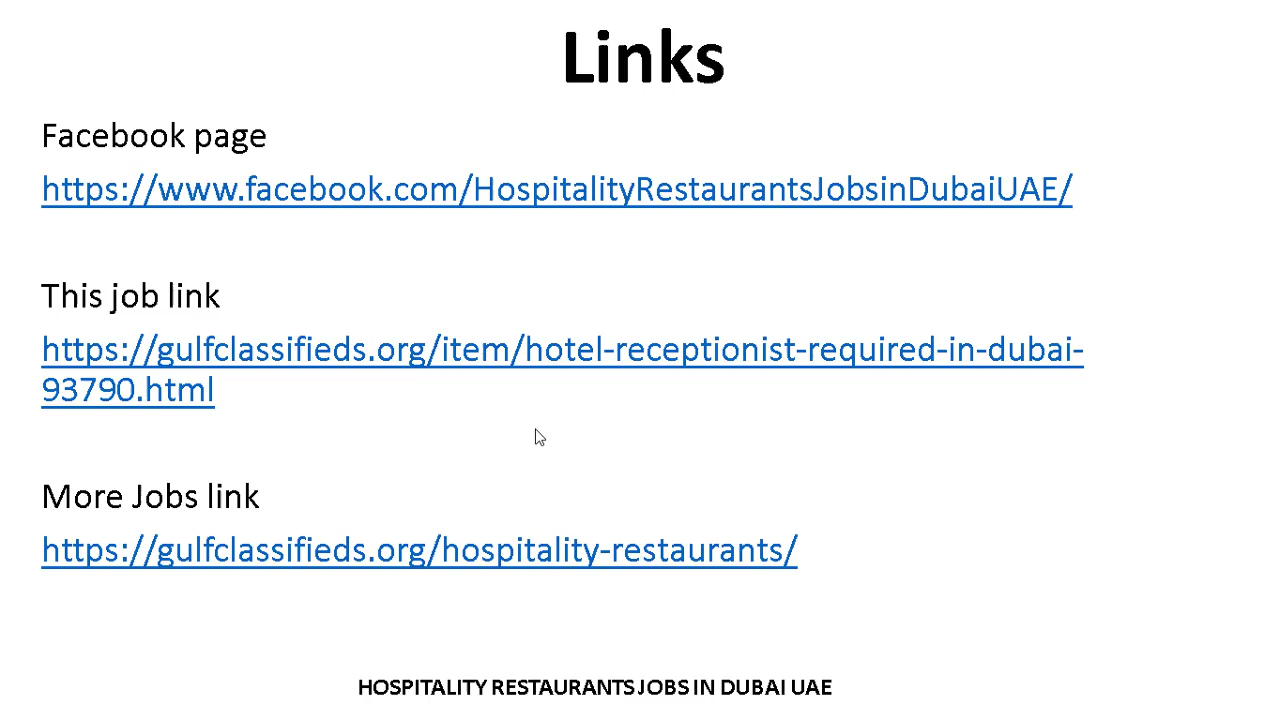 Links
Facebook page
https://www.facebook.com/HospitalityRestaurantsJobsinDubaiUAE/
This job link
https://gulfclassifieds.org/item/hotel-receptionist-required-in-dubai-
93790.html
More Jobs link
https://gulfclassifieds.org/hospitality-restaurants/
HOSPITALITY RESTAURANTS JOBS IN DUBAI UAE